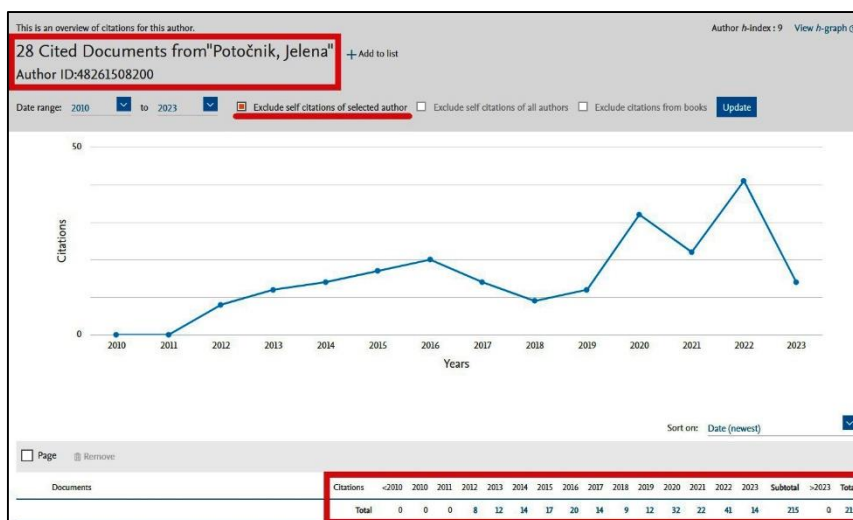 This is an overview of citations for this author.
Author h-index : 9 View h-graph
28 Cited Documents from"Potočnik, Jelena" + Add to list
Author ID:48261508200
Date range: 2010 to 2023 Exclude self citations of selected author Exclude self citations of all authors Exclude citations from books Update
50
Citations
0
2010 2011 2012 2013 2014 2015 2016 2017 2018 2019 2020 2021 2022 2023
Years
Sort on: Date (newest)
Page Remove
Documents Citations <2010 2010 2011 2012 2013 2014 2015 2016 2017 2018 2019 2020 2021 2022 2023 Subtotal >2023
Total 0 0 0 8 12 14 17 20 14 9 12 32 22 41 14 215 0